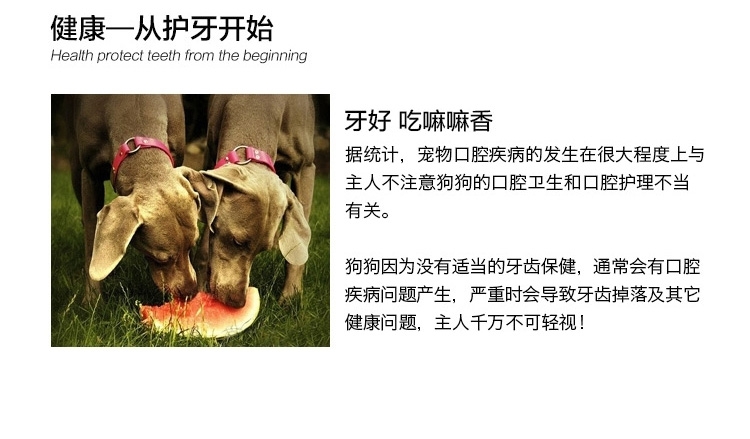 健康—从护牙开始
Health protect teeth from the beginning
牙好 吃嘛嘛香
据统计，宠物口腔疾病的发生在很大程度上与
主人不注意狗狗的口腔卫生和口腔护理不当
有关。
狗狗因为没有适当的牙齿保健，通常会有口腔
疾病问题产生，严重时会导致牙齿掉落及其它
健康问题，主人千万不可轻视！